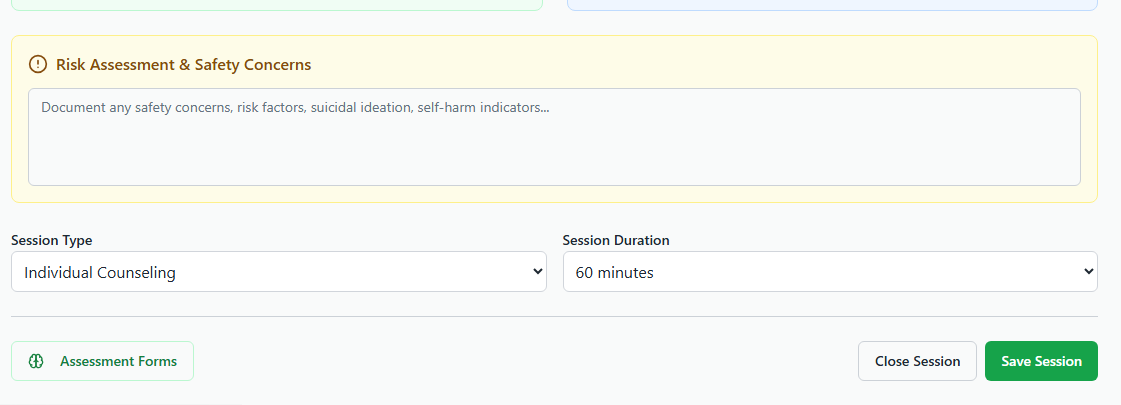 Risk Assessment & Safety Concerns
Document any safety concerns, risk factors, suicidal ideation, self-harm indicators...
Session Type
Session Duration
Individual Counseling
60 minutes
Assessment Forms
Close Session
Save Session